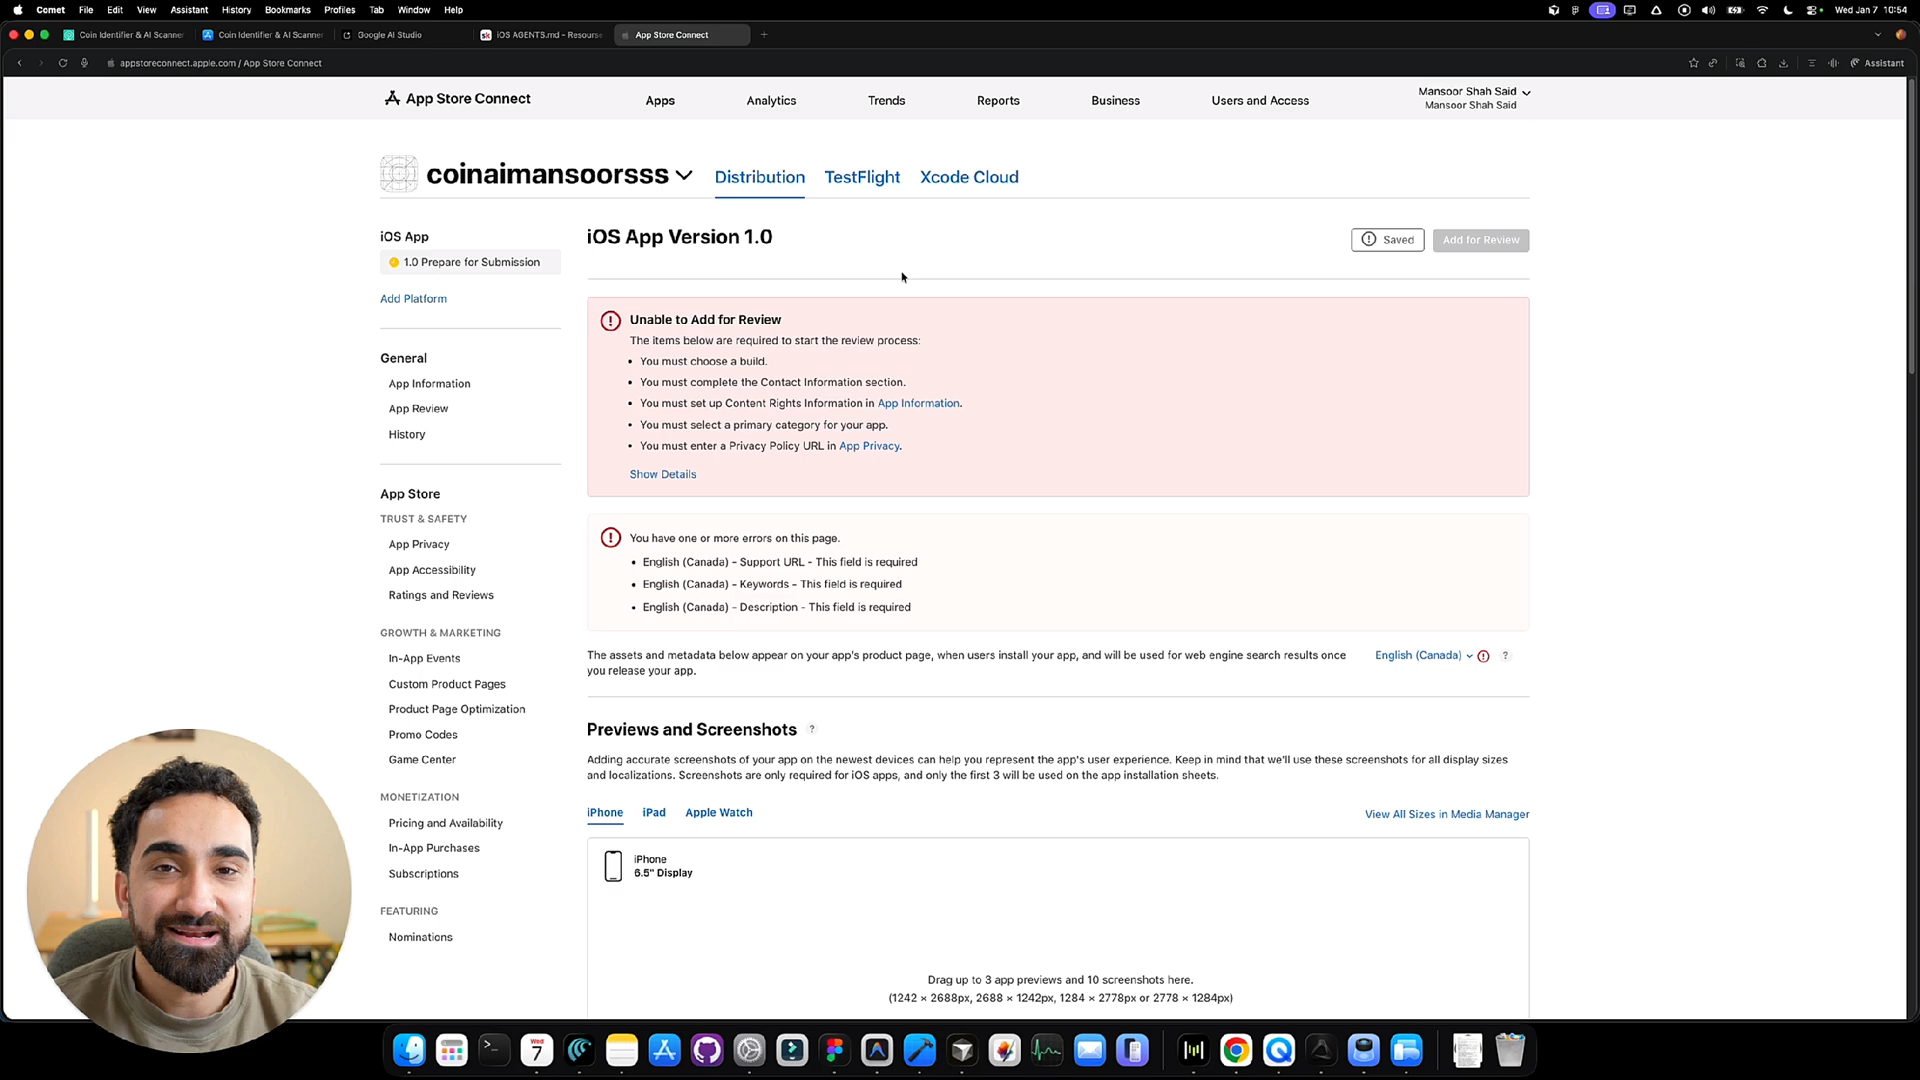 Comet File Edit View Assistant History Bookmarks Profiles Tab Window Help Wed Jan 7 10:54
Coin Identifier & AI Scanne Coin Identifier & AI Scanne Google AI Studio iOS AGENTS.md – Resourse App Store Connect
appstoreconnect.apple.com / App Store Connect Assistant
App Store Connect Apps Analytics Trends Reports Business Users and Access Mansoor Shah Said
Mansoor Shah Said
coinaimansoorsss Distribution TestFlight Xcode Cloud
iOS App
1.0 Prepare for Submission
Add Platform
General
App Information
App Review
History
App Store
TRUST & SAFETY
App Privacy
App Accessibility
Ratings and Reviews
GROWTH & MARKETING
In-App Events
Custom Product Pages
Product Page Optimization
Promo Codes
Game Center
MONETIZATION
Pricing and Availability
In-App Purchases
Subscriptions
FEATURING
Nominations
iOS App Version 1.0 Saved Add for Review
Unable to Add for Review
The items below are required to start the review process:
• You must choose a build.
• You must complete the Contact Information section.
• You must set up Content Rights Information in App Information.
• You must select a primary category for your app.
• You must enter a Privacy Policy URL in App Privacy.
Show Details
You have one or more errors on this page.
• English (Canada) – Support URL - This field is required
• English (Canada) – Keywords - This field is required
• English (Canada) – Description - This field is required
The assets and metadata below appear on your app's product page, when users install your app, and will be used for web engine search results once
you release your app.
English (Canada) ?
Previews and Screenshots ?
Adding accurate screenshots of your app on the newest devices can help you represent the app's user experience. Keep in mind that we'll use these screenshots for all display sizes
and localizations. Screenshots are only required for iOS apps, and only the first 3 will be used on the app installation sheets.
iPhone iPad Apple Watch View All Sizes in Media Manager
iPhone
6.5" Display
Drag up to 3 app previews and 10 screenshots here.
(1242 × 2688px, 2688 × 1242px, 1284 × 2778px or 2778 × 1284px)
Wed
7